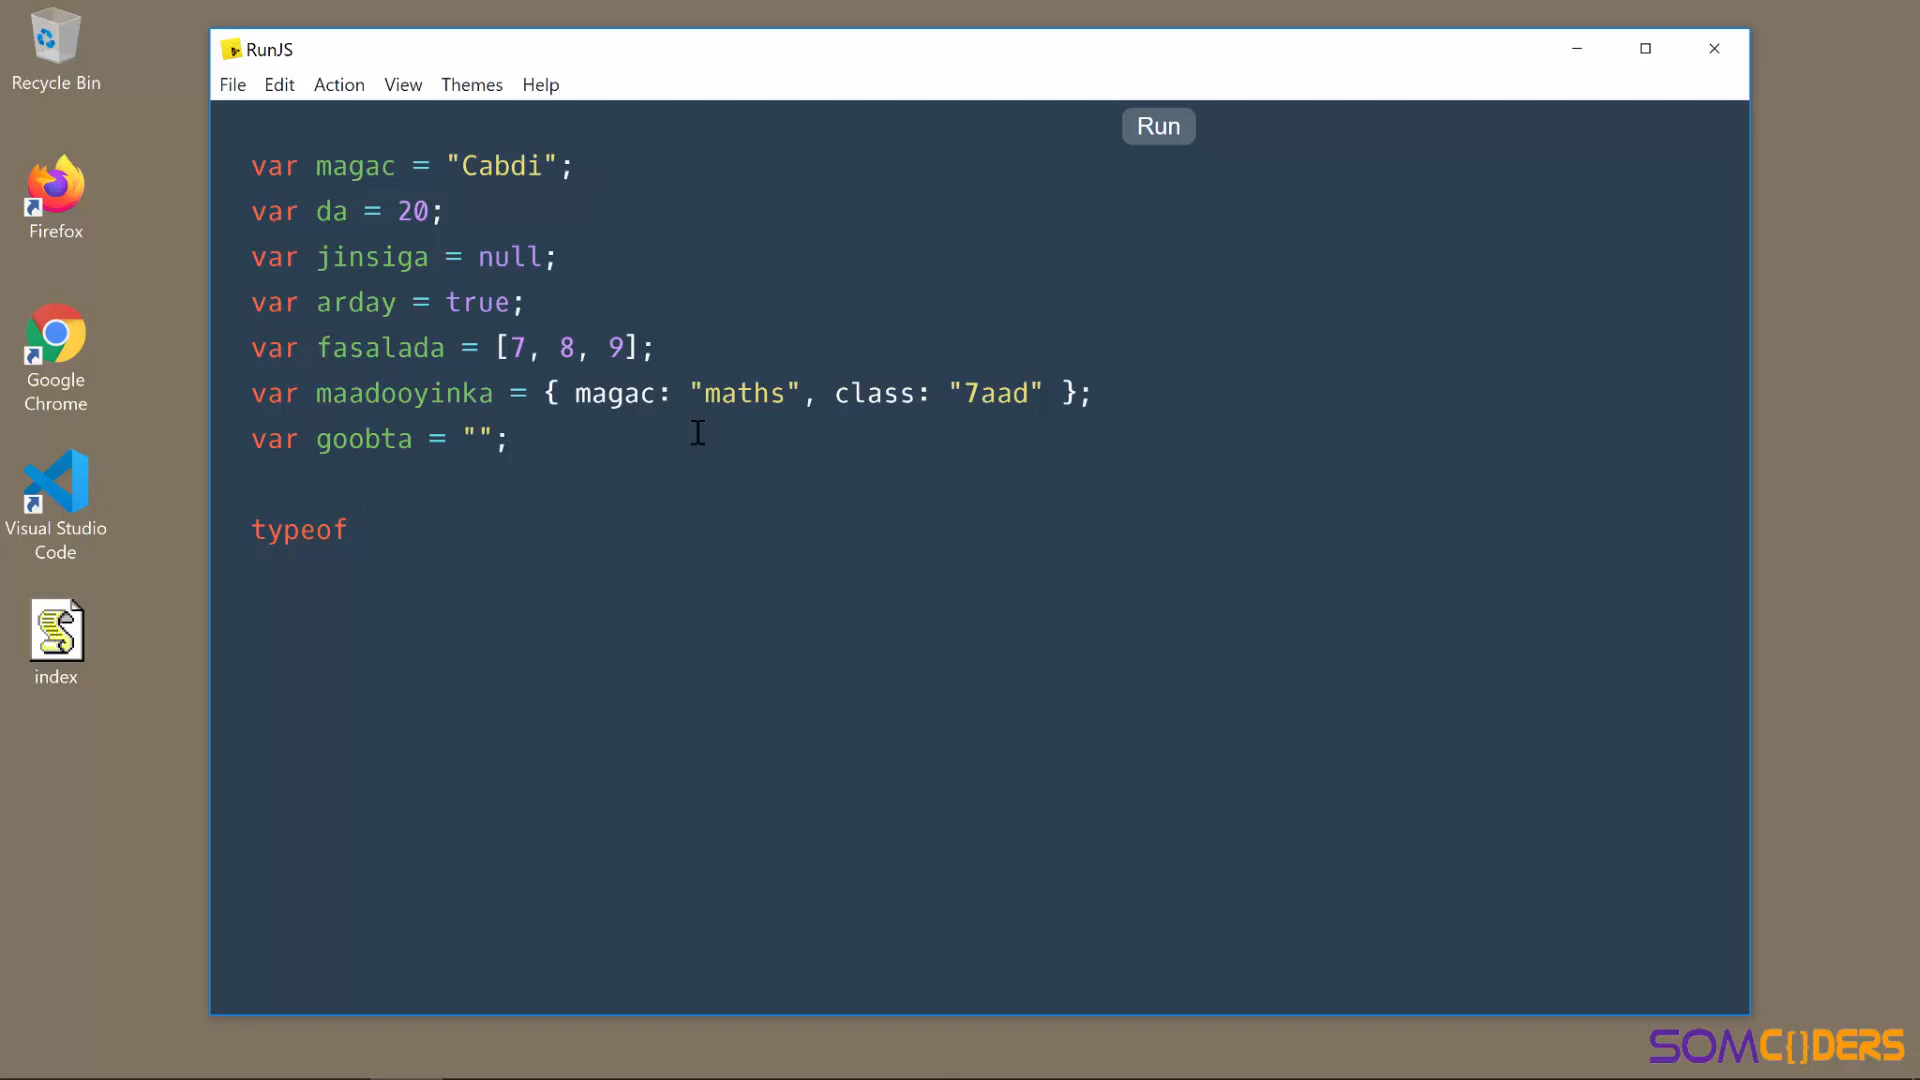 Recycle Bin
Firefox
Google
Chrome
Visual Studio
Code
index
RunJS
File Edit Action View Themes Help
Run
var magac = "Cabdi";
var da = 20;
var jinsiga = null;
var arday = true;
var fasalada = [7, 8, 9];
var maadooyinka = { magac: "maths", class: "7aad" };
var goobta = "";
typeof
SOMC{}DERS